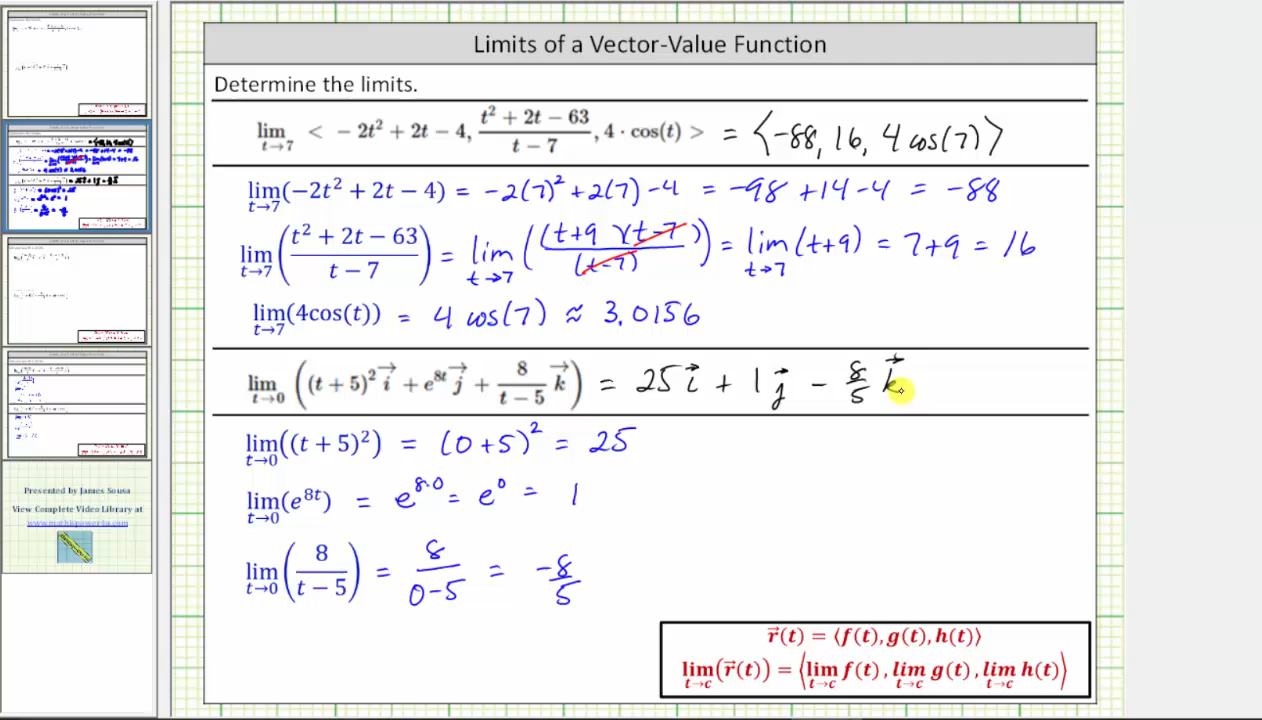 Limits of a Vector-Value Function
Determine the limits.
lim t→7 < − 2t² + 2t − 4, (t² + 2t − 63)/(t − 7), 4 · cos(t) > = ⟨-88, 16, 4 cos(7)⟩
lim t→7 (−2t² + 2t − 4) = -2(7)² + 2(7) - 4 = -98 + 14 - 4 = -88
lim t→7 ((t² + 2t − 63)/(t − 7)) = lim t→7 (((t+9)(t-7))/(t-7)) = lim t→7 (t+9) = 7+9 = 16
lim t→7 (4cos(t)) = 4 cos(7) ≈ 3.0156
lim t→0 ((t + 5)² i⃗ + e⁸ᵗ j⃗ + 8/(t − 5) k⃗) = 25 i⃗ + 1 j⃗ - 8/5 k⃗
lim t→0 ((t + 5)²) = (0+5)² = 25
lim t→0 (e⁸ᵗ) = e^(8·0) = e⁰ = 1
lim t→0 (8/(t − 5)) = 8/(0-5) = -8/5
r⃗(t) = ⟨f(t), g(t), h(t)⟩
lim t→c (r⃗(t)) = ⟨lim t→c f(t), lim t→c g(t), lim t→c h(t)⟩
Presented by James Sousa
View Complete Video Library at
www.mathispower4u.com